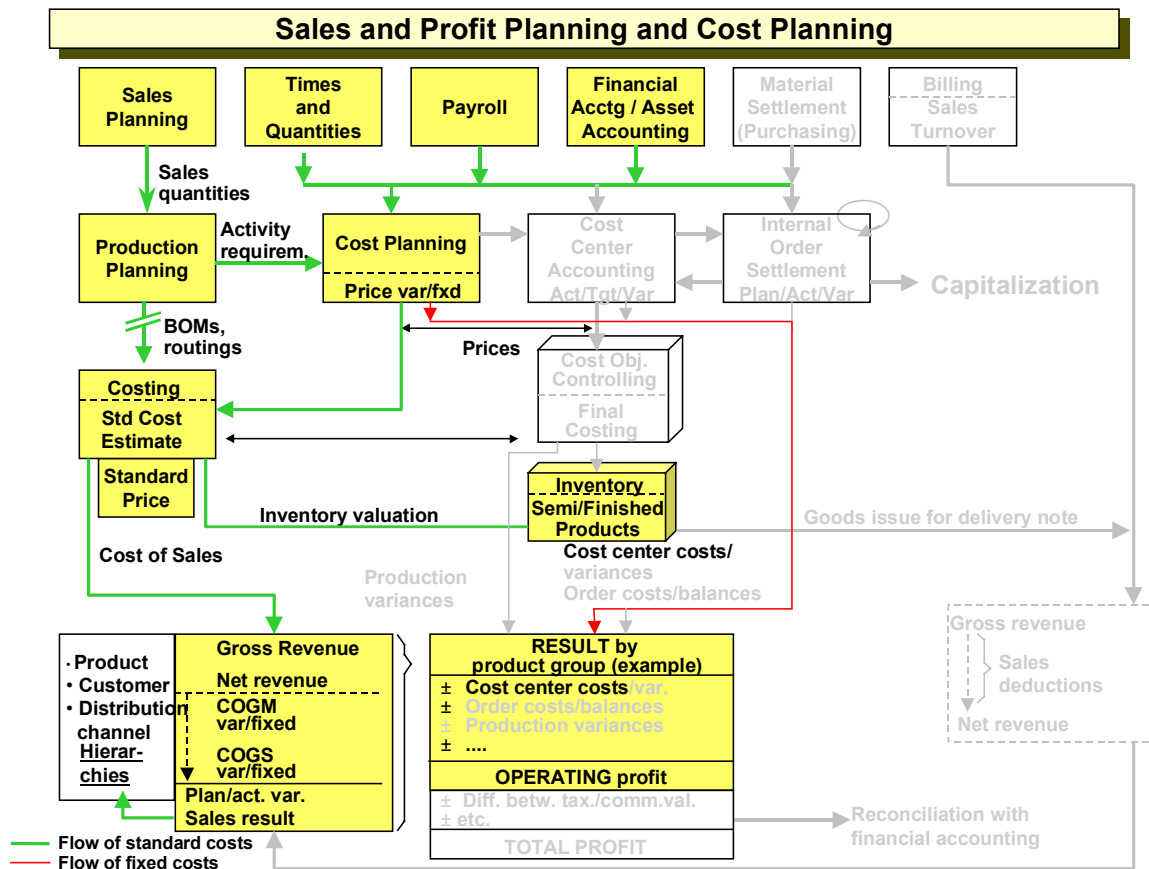 Sales and Profit Planning and Cost Planning
Sales
Planning
Times
and
Quantities
Payroll
Financial
Acctg / Asset
Accounting
Material
Settlement
(Purchasing)
Billing
Sales
Turnover
Sales
quantities
Production
Planning
Activity
requirem.
Cost Planning
Price var/fxd
Cost
Center
Accounting
Act/Tgt/Var
Internal
Order
Settlement
Plan/Act/Var
Capitalization
BOMs,
routings
Prices
Costing
Std Cost
Estimate
Standard
Price
Cost Obj.
Controlling
Final
Costing
Inventory
Semi/Finished
Products
Inventory valuation
Goods issue for delivery note
Cost of Sales
Cost center costs/
variances
Order costs/balances
Production
variances
· Product
• Customer
• Distribution
channel
Hierar-
chies
Gross Revenue
Net revenue
COGM
var/fixed
COGS
var/fixed
Plan/act. var.
Sales result
RESULT by
product group (example)
± Cost center costs/var.
± Order costs/balances
± Production variances
± ....
OPERATING profit
± Diff. betw. tax./comm.val.
± etc.
TOTAL PROFIT
Gross revenue
Sales
deductions
Net revenue
Reconciliation with
financial accounting
Flow of standard costs
Flow of fixed costs